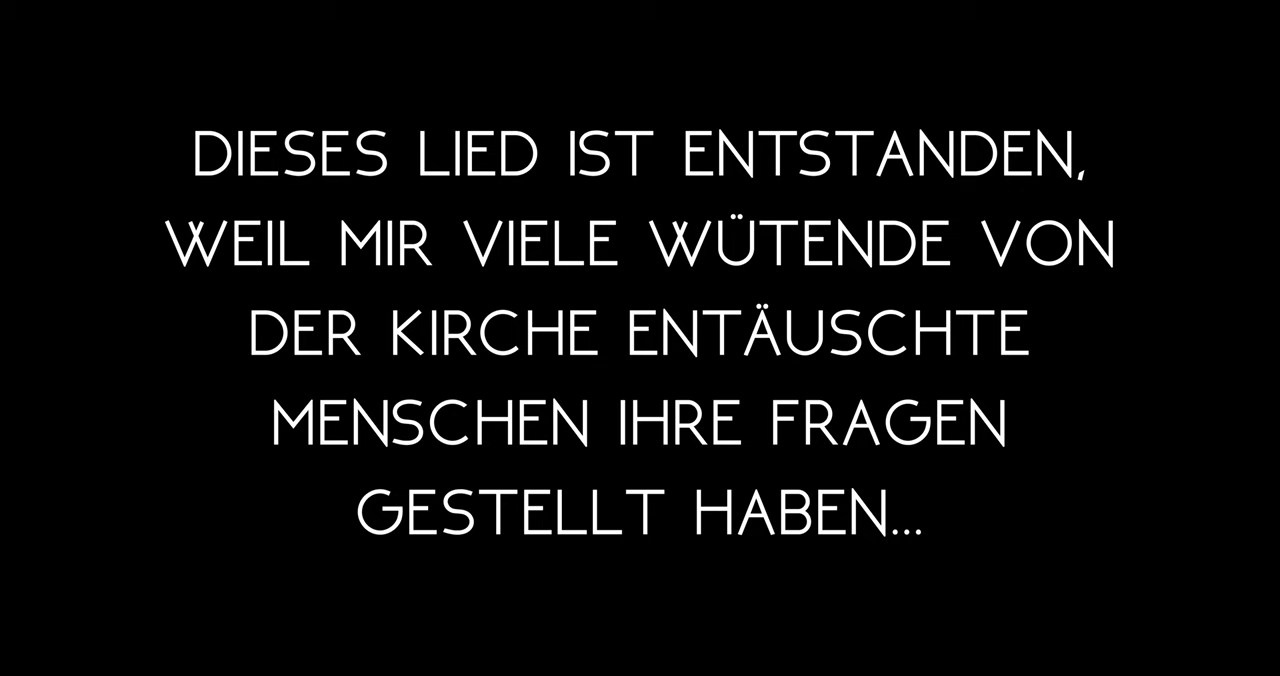 DIESES LIED IST ENTSTANDEN,
WEIL MIR VIELE WÜTENDE VON
DER KIRCHE ENTÄUSCHTE
MENSCHEN IHRE FRAGEN
GESTELLT HABEN...